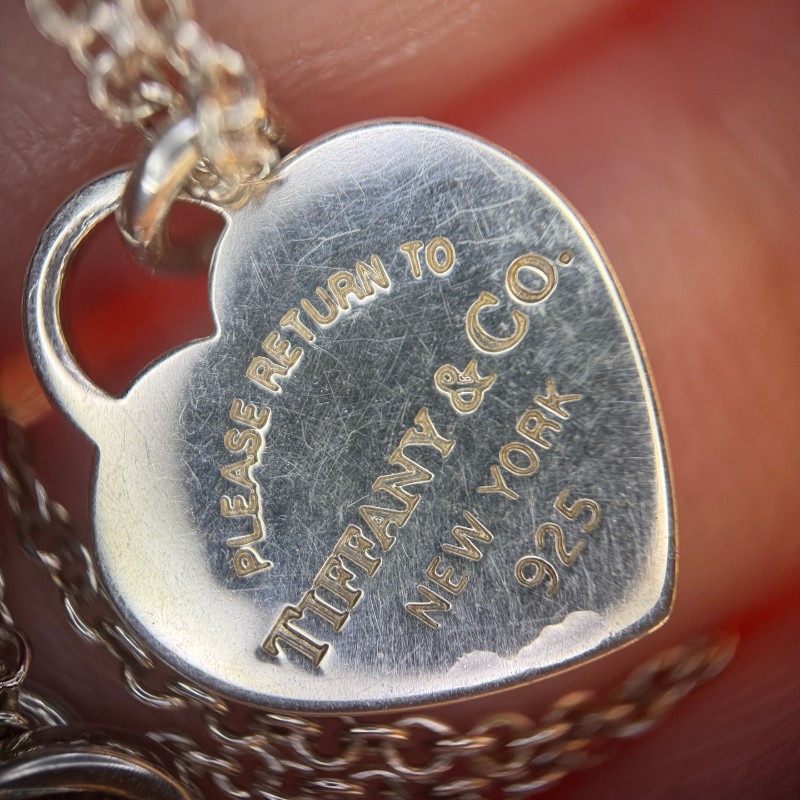 PLEASE RETURN TO
TIFFANY & CO.
NEW YORK
925